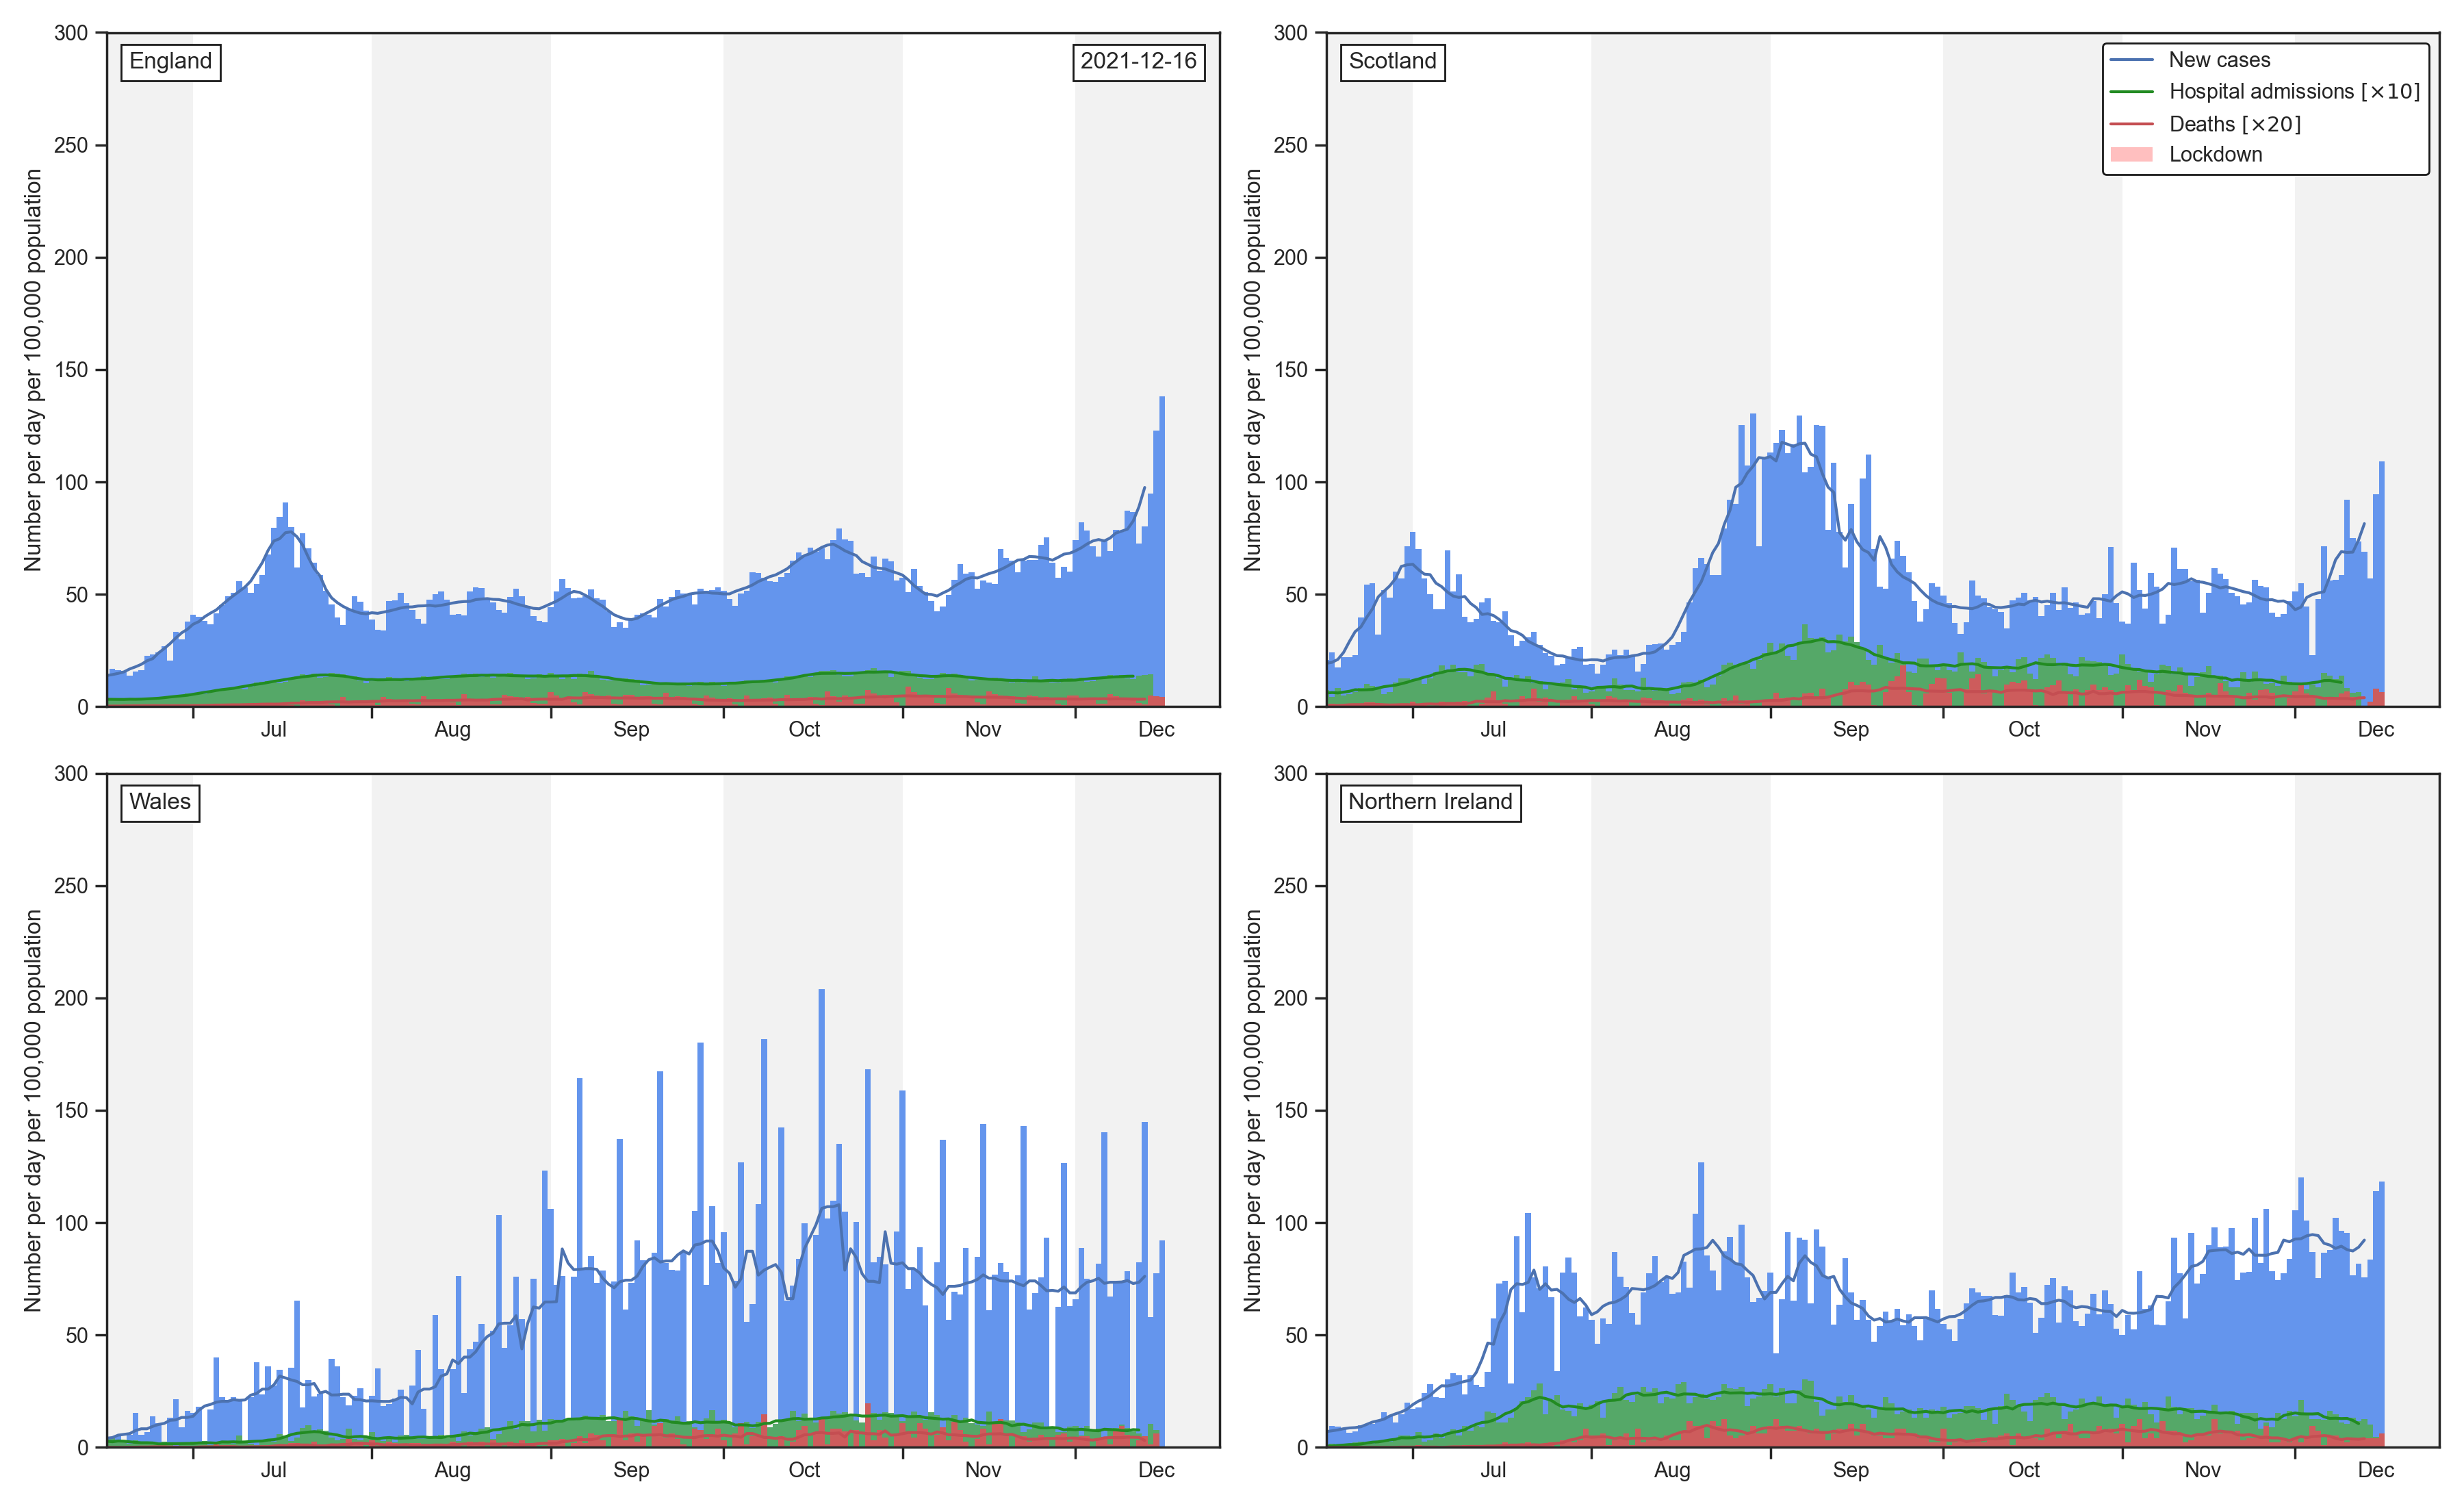 England
2021-12-16
Number per day per 100,000 population
300
250
200
150
100
50
0
Jul Aug Sep Oct Nov Dec
Scotland
New cases
Hospital admissions [×10]
Deaths [×20]
Lockdown
Number per day per 100,000 population
300
250
200
150
100
50
0
Jul Aug Sep Oct Nov Dec
Wales
Number per day per 100,000 population
300
250
200
150
100
50
0
Jul Aug Sep Oct Nov Dec
Northern Ireland
Number per day per 100,000 population
300
250
200
150
100
50
0
Jul Aug Sep Oct Nov Dec